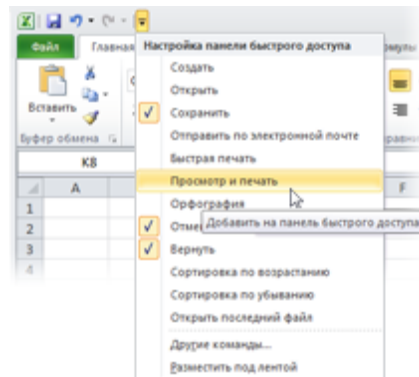 Файл Главная Настройка панели быстрого доступа
Создать
Открыть
Вставить
Сохранить
Отправить по электронной почте
Буфер обмена
Быстрая печать
K8
Просмотр и печать
A F
Орфография
1
Добавить на панель быстрого доступа
2
3 Вернуть
4
Сортировка по возрастанию
Сортировка по убыванию
Открыть последний файл
Другие команды...
Разместить под лентой